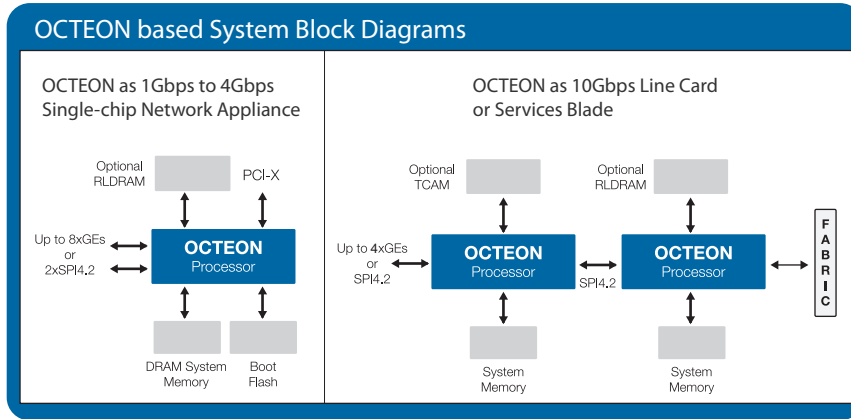 OCTEON based System Block Diagrams
OCTEON as 1Gbps to 4Gbps
Single-chip Network Appliance
Optional
RLDRAM
PCI-X
Up to 8xGEs
or
2xSPI4.2
OCTEON
Processor
DRAM System
Memory
Boot
Flash
OCTEON as 10Gbps Line Card
or Services Blade
Optional
TCAM
Optional
RLDRAM
Up to 4xGEs
or
SPI4.2
OCTEON
Processor
SPI4.2
OCTEON
Processor
FABRIC
System
Memory
System
Memory